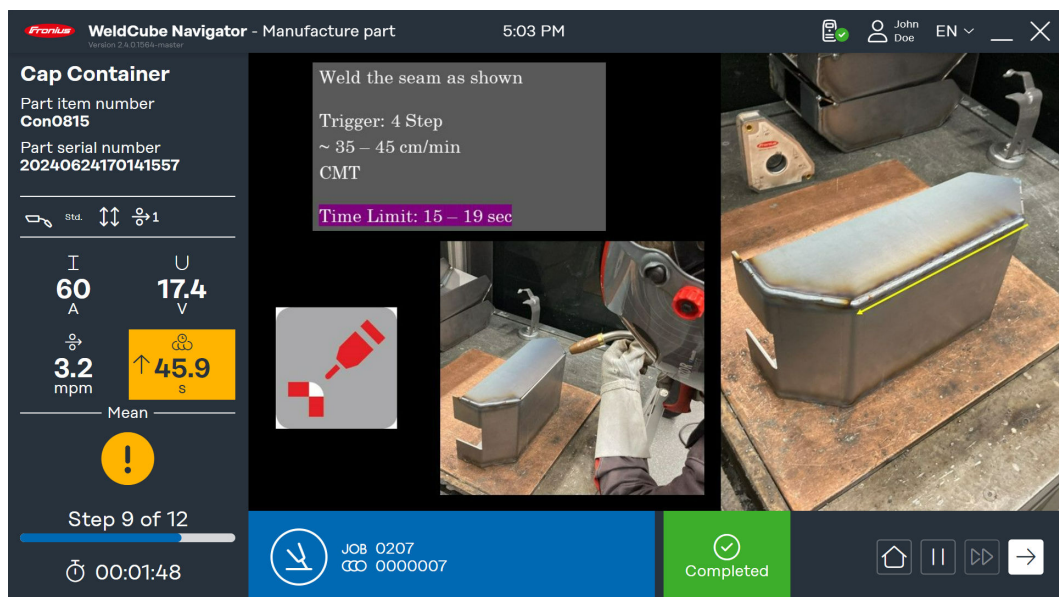 Fronius WeldCube Navigator - Manufacture part 5:03 PM John Doe EN
Version 2.4.0.1564-master
Cap Container
Part item number
Con0815
Part serial number
20240624170141557
Std. 1
I U
60 17.4
A V
3.2 45.9
mpm s
Mean
!
Step 9 of 12
00:01:48
Weld the seam as shown
Trigger: 4 Step
~ 35 – 45 cm/min
CMT
Time Limit: 15 – 19 sec
Fronius
JOB 0207
0000007
Completed